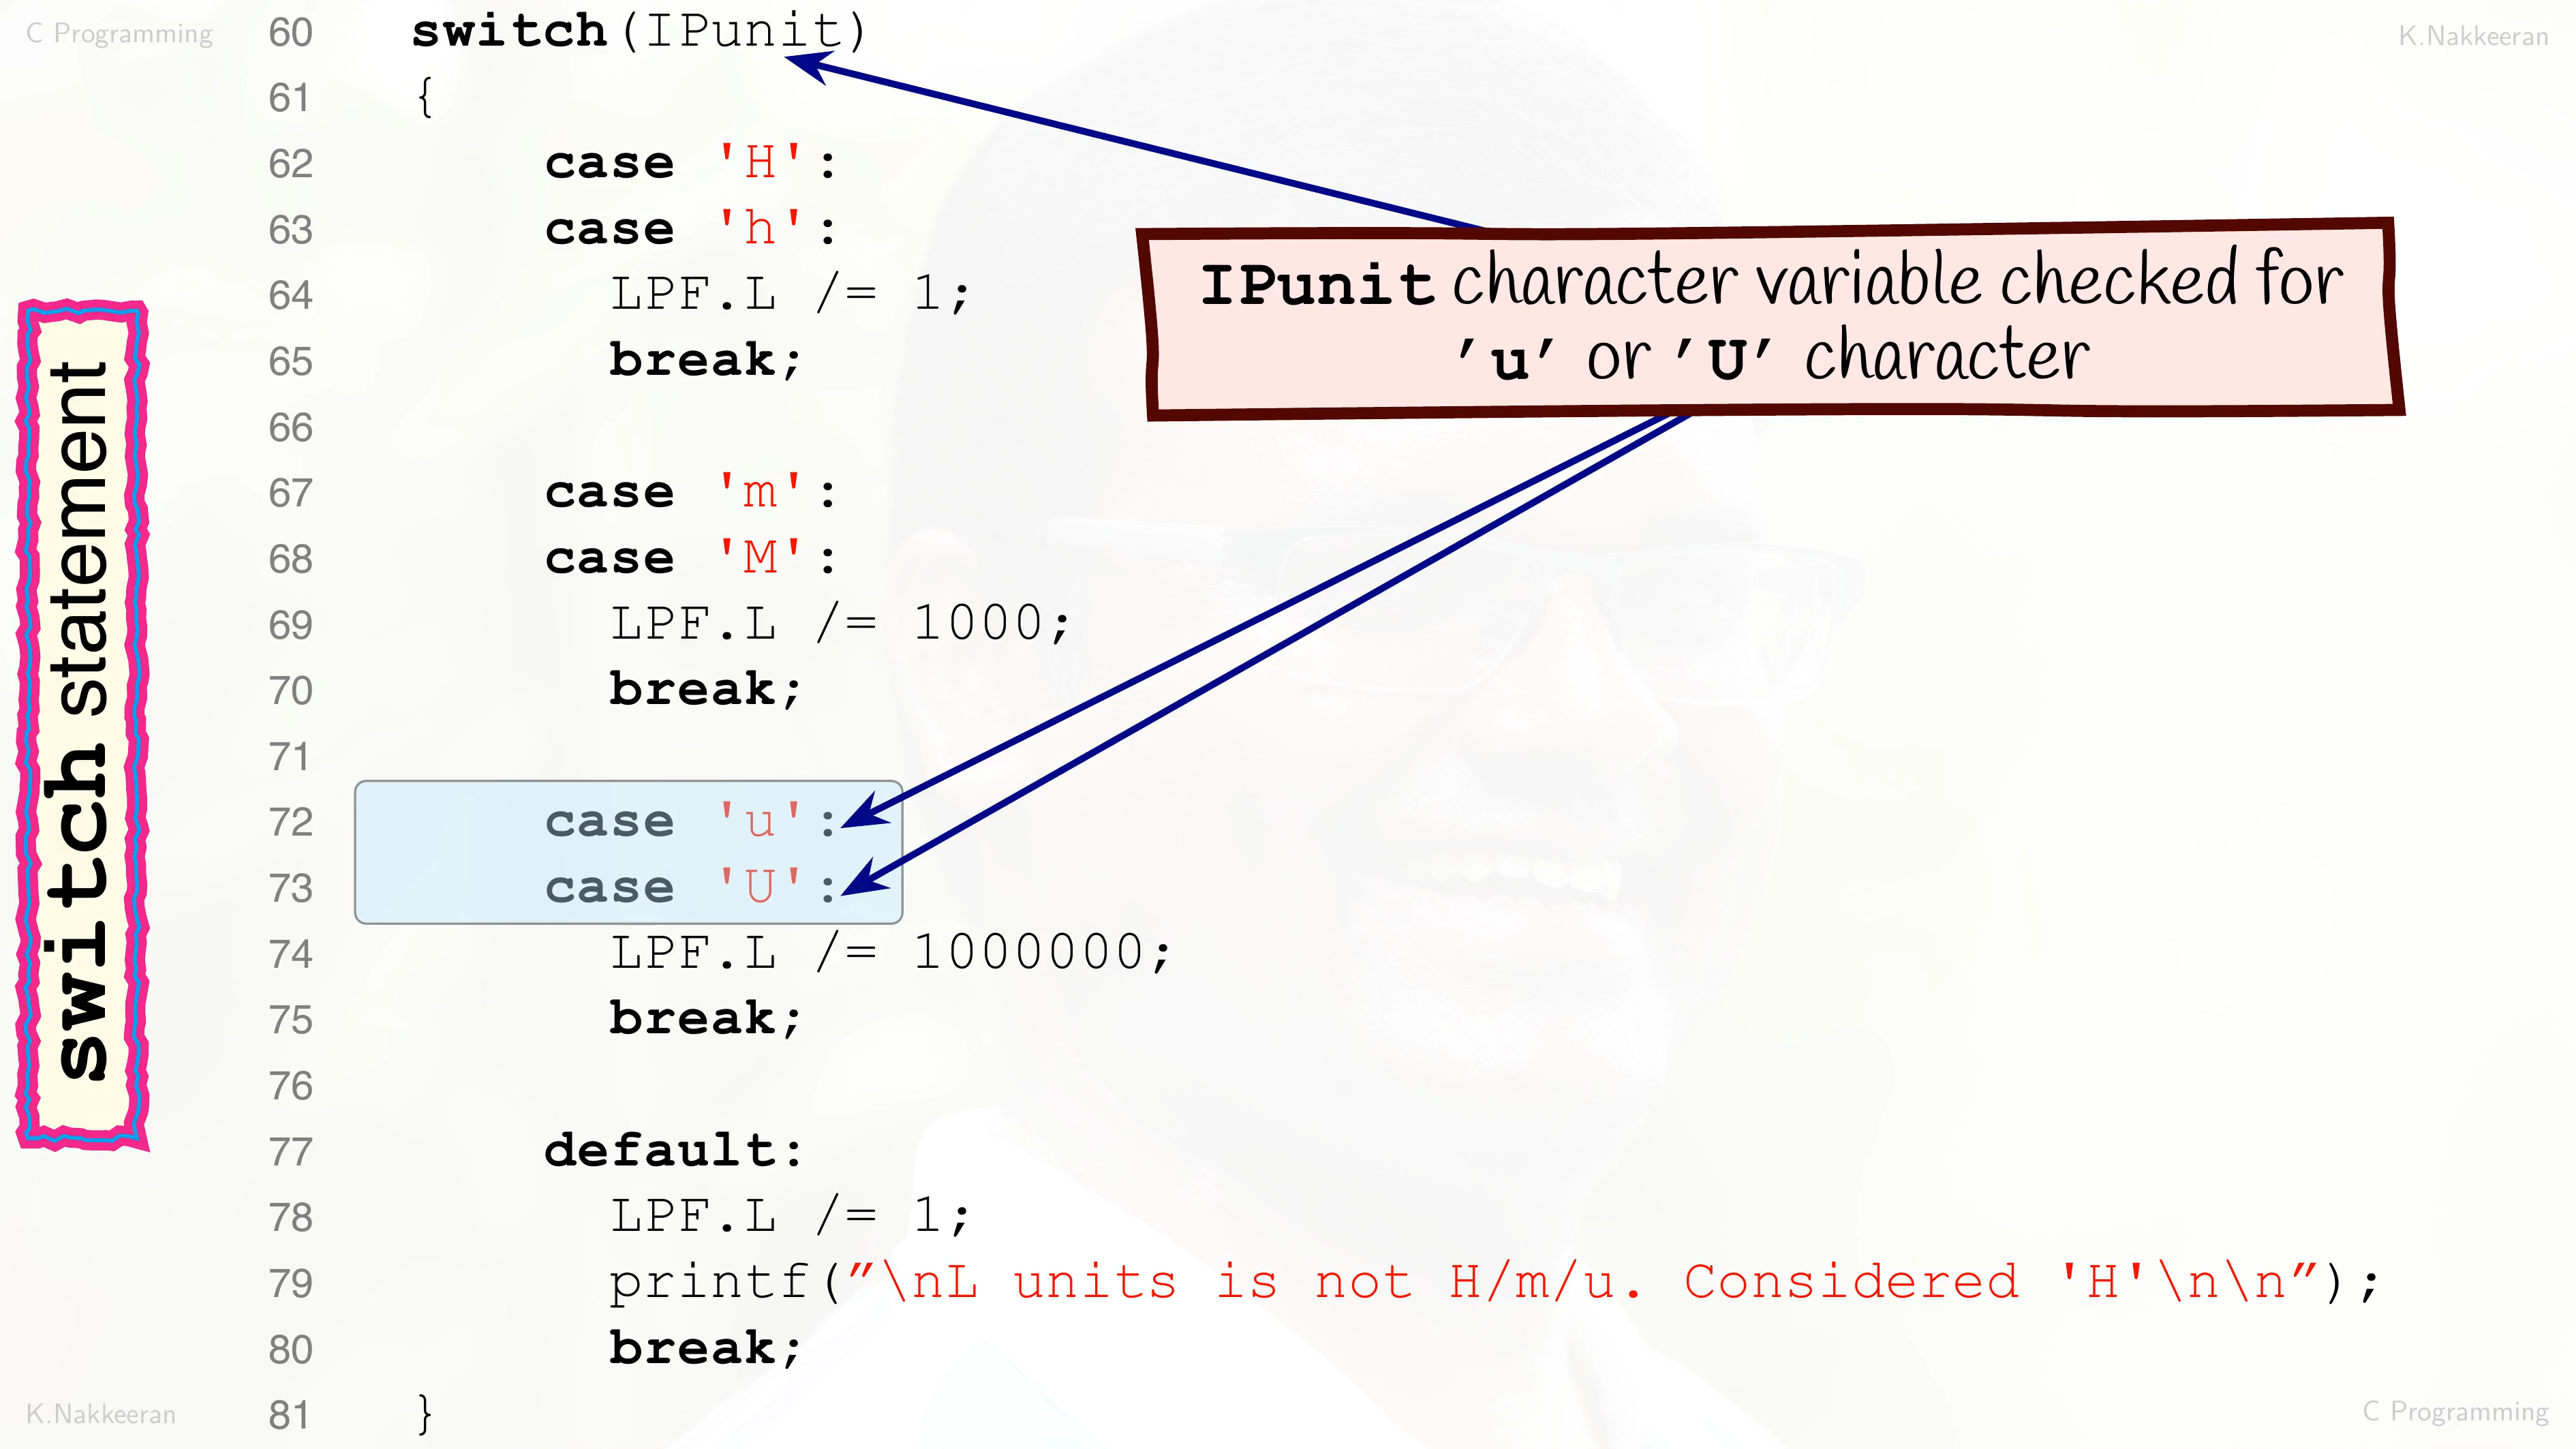 C Programming
K.Nakkeeran
switch statement
60 switch(IPunit)
61 {
62 case 'H':
63 case 'h':
64 LPF.L /= 1;
65 break;
66
67 case 'm':
68 case 'M':
69 LPF.L /= 1000;
70 break;
71
72 case 'u':
73 case 'U':
74 LPF.L /= 1000000;
75 break;
76
77 default:
78 LPF.L /= 1;
79 printf("\nL units is not H/m/u. Considered 'H'\n\n");
80 break;
81 }
IPunit character variable checked for
'u' or 'U' character
K.Nakkeeran
C Programming